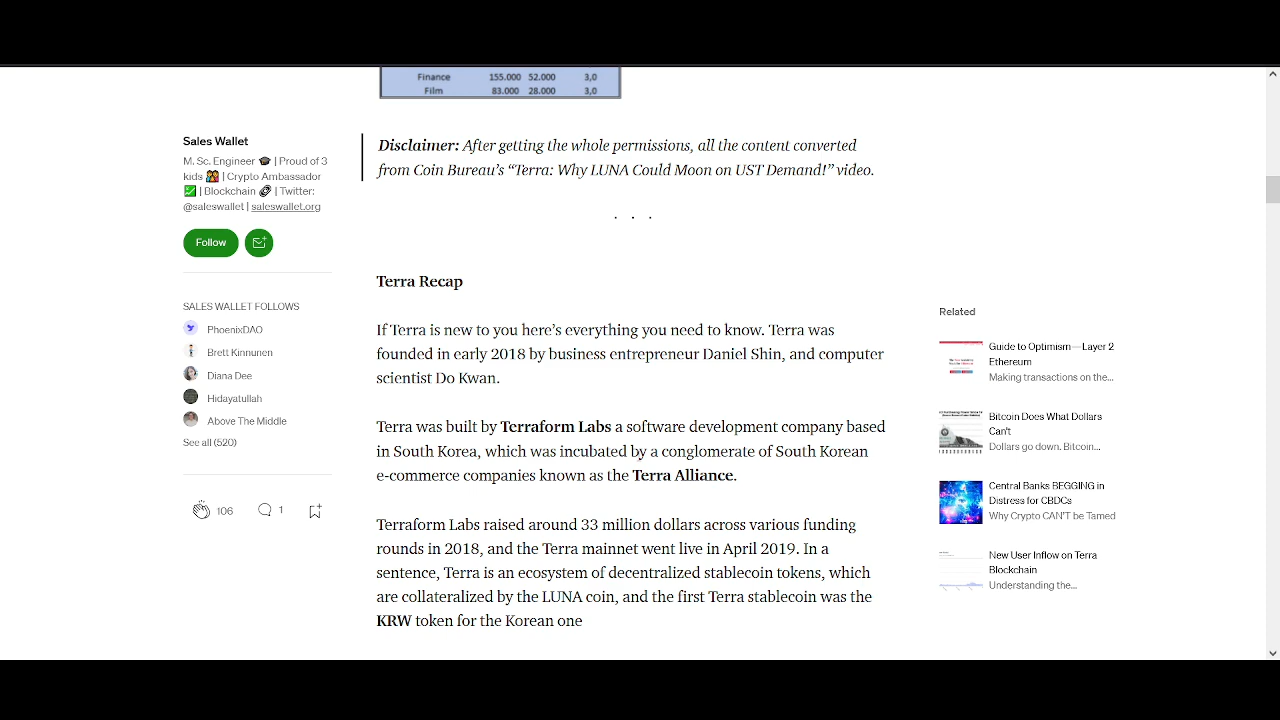 Finance 155.000 52.000 3,0
Film 83.000 28.000 3,0
Sales Wallet
M. Sc. Engineer 🎓 | Proud of 3
kids 👫 | Crypto Ambassador
💹 | Blockchain 🔗 | Twitter:
@saleswallet | saleswallet.org
Follow
SALES WALLET FOLLOWS
PhoenixDAO
Brett Kinnunen
Diana Dee
Hidayatullah
Above The Middle
See all (520)
106 1
Disclaimer: After getting the whole permissions, all the content converted
from Coin Bureau's “Terra: Why LUNA Could Moon on UST Demand!” video.
. . .
Terra Recap
If Terra is new to you here's everything you need to know. Terra was
founded in early 2018 by business entrepreneur Daniel Shin, and computer
scientist Do Kwan.
Terra was built by Terraform Labs a software development company based
in South Korea, which was incubated by a conglomerate of South Korean
e-commerce companies known as the Terra Alliance.
Terraform Labs raised around 33 million dollars across various funding
rounds in 2018, and the Terra mainnet went live in April 2019. In a
sentence, Terra is an ecosystem of decentralized stablecoin tokens, which
are collateralized by the LUNA coin, and the first Terra stablecoin was the
KRW token for the Korean one
Related
Guide to Optimism — Layer 2
Ethereum
Making transactions on the...
Bitcoin Does What Dollars
Can't
Dollars go down. Bitcoin...
Central Banks BEGGING in
Distress for CBDCs
Why Crypto CAN'T be Tamed
New User Inflow on Terra
Blockchain
Understanding the...